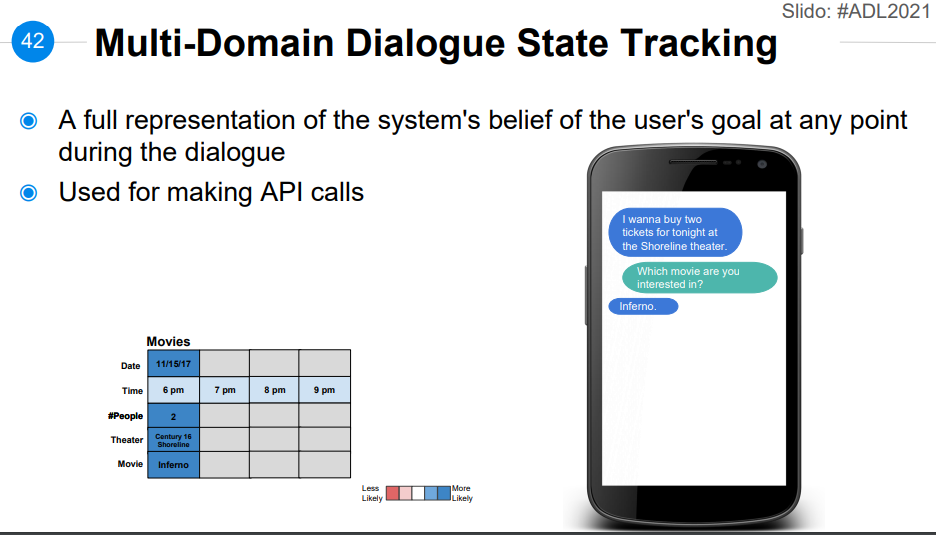 Slido: #ADL2021
42
Multi-Domain Dialogue State Tracking
A full representation of the system's belief of the user's goal at any point
during the dialogue
Used for making API calls
I wanna buy two
tickets for tonight at
the Shoreline theater.
Which movie are you
interested in?
Inferno.
Movies
Date 11/15/17
Time 6 pm 7 pm 8 pm 9 pm
#People 2
Theater Century 16
Shoreline
Movie Inferno
Less
Likely
More
Likely